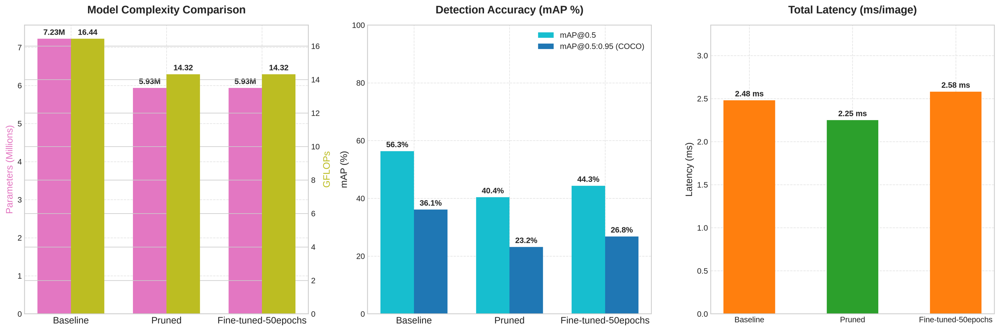 Model Complexity Comparison
7.23M
16.44
5.93M
14.32
5.93M
14.32
7
6
5
4
3
2
1
0
Parameters (Millions)
16
14
12
10
8
6
4
2
0
GFLOPs
Baseline
Pruned
Fine-tuned-50epochs
Detection Accuracy (mAP %)
mAP@0.5
mAP@0.5:0.95 (COCO)
100
80
60
40
20
0
mAP (%)
56.3%
36.1%
40.4%
23.2%
44.3%
26.8%
Baseline
Pruned
Fine-tuned-50epochs
Total Latency (ms/image)
3.0
2.5
2.0
1.5
1.0
0.5
0.0
Latency (ms)
2.48 ms
2.25 ms
2.58 ms
Baseline
Pruned
Fine-tuned-50epochs